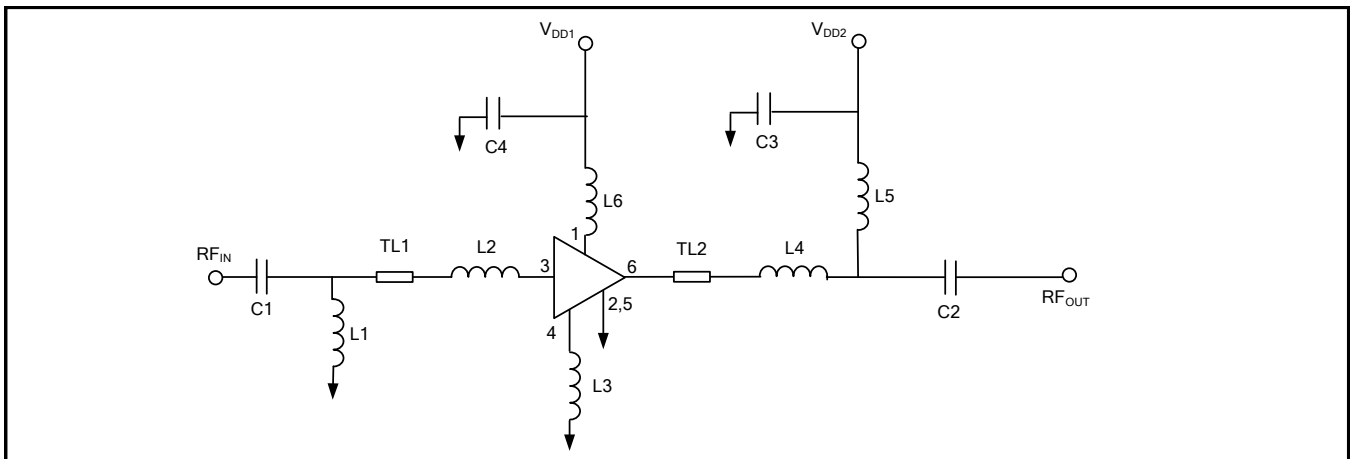 V_DD1
V_DD2
C4
C3
L6
L5
1
RF_IN
TL1
L2
3
6
TL2
L4
C1
2,5
C2
RF_OUT
L1
4
L3